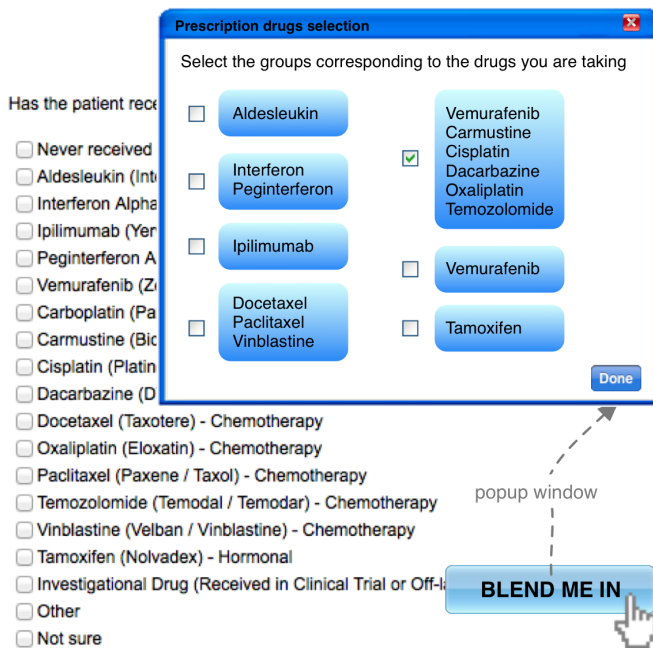 Prescription drugs selection
Select the groups corresponding to the drugs you are taking
Aldesleukin
Interferon
Peginterferon
Ipilimumab
Docetaxel
Paclitaxel
Vinblastine
Vemurafenib
Carmustine
Cisplatin
Dacarbazine
Oxaliplatin
Temozolomide
Vemurafenib
Tamoxifen
Done
Has the patient rece
Never received
Aldesleukin (Int
Interferon Alpha
Ipilimumab (Yer
Peginterferon A
Vemurafenib (Z
Carboplatin (Pa
Carmustine (Bic
Cisplatin (Platin
Dacarbazine (D
Docetaxel (Taxotere) - Chemotherapy
Oxaliplatin (Eloxatin) - Chemotherapy
Paclitaxel (Paxene / Taxol) - Chemotherapy
Temozolomide (Temodal / Temodar) - Chemotherapy
Vinblastine (Velban / Vinblastine) - Chemotherapy
Tamoxifen (Nolvadex) - Hormonal
Investigational Drug (Received in Clinical Trial or Off-la
Other
Not sure
popup window
BLEND ME IN